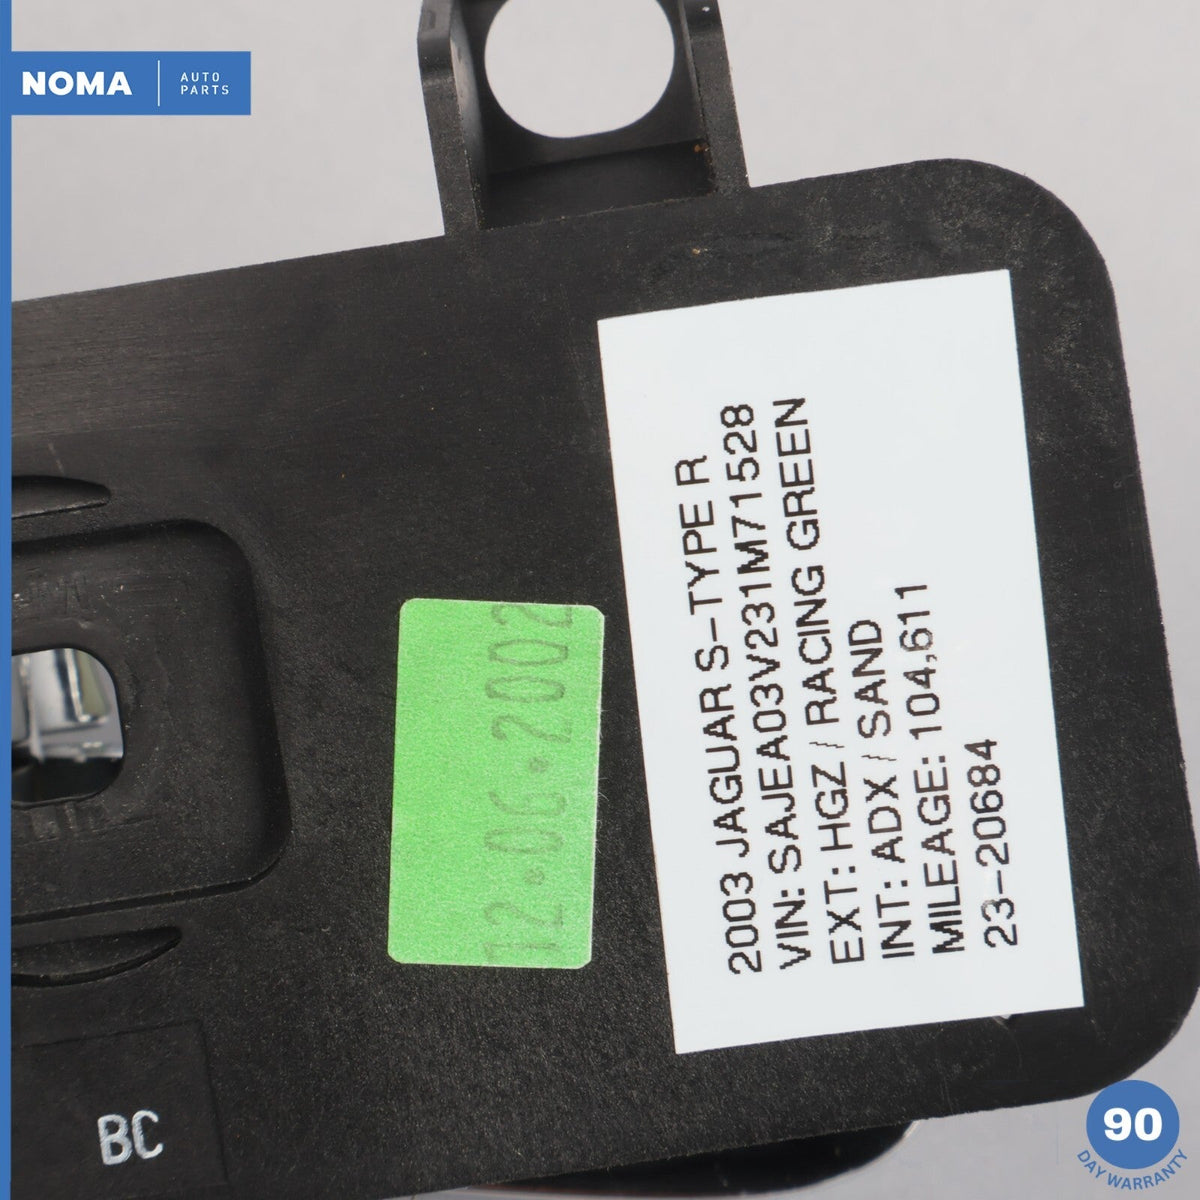 NOMA
AUTO
PARTS
2003 JAGUAR S-TYPE R
VIN: SAJEA03V231M71528
EXT: HGZ / RACING GREEN
INT: ADX / SAND
MILEAGE: 104,611
23-20684
12.06.2002
BC
90
DAY WARRANTY